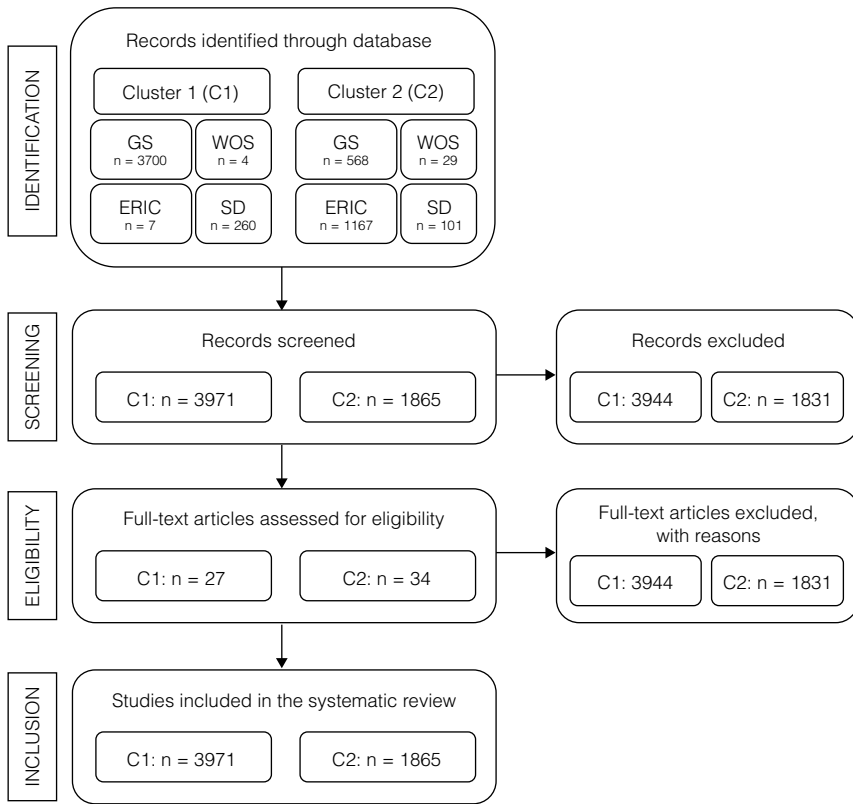 IDENTIFICATION
Records identified through database
Cluster 1 (C1)
Cluster 2 (C2)
GS
n = 3700
WOS
n = 4
GS
n = 568
WOS
n = 29
ERIC
n = 7
SD
n = 260
ERIC
n = 1167
SD
n = 101
SCREENING
Records screened
C1: n = 3971
C2: n = 1865
Records excluded
C1: 3944
C2: n = 1831
ELIGIBILITY
Full-text articles assessed for eligibility
C1: n = 27
C2: n = 34
Full-text articles excluded,
with reasons
C1: 3944
C2: n = 1831
INCLUSION
Studies included in the systematic review
C1: n = 3971
C2: n = 1865